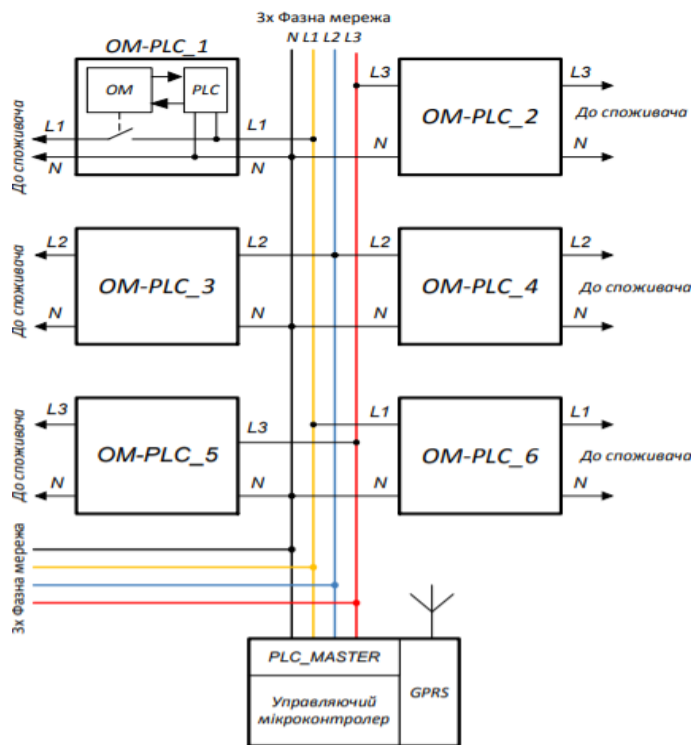 3х Фазна мережа
N L1 L2 L3
OM-PLC_1
OM
PLC
L1
L1
N
N
До споживача
L3
L3
OM-PLC_2
До споживача
N
N
L2
L2
OM-PLC_3
N
N
До споживача
L2
L2
OM-PLC_4
До споживача
N
N
L3
L3
OM-PLC_5
N
N
До споживача
L1
L1
OM-PLC_6
До споживача
N
N
3х Фазна мережа
PLC_MASTER
Управляючий
мікроконтролер
GPRS